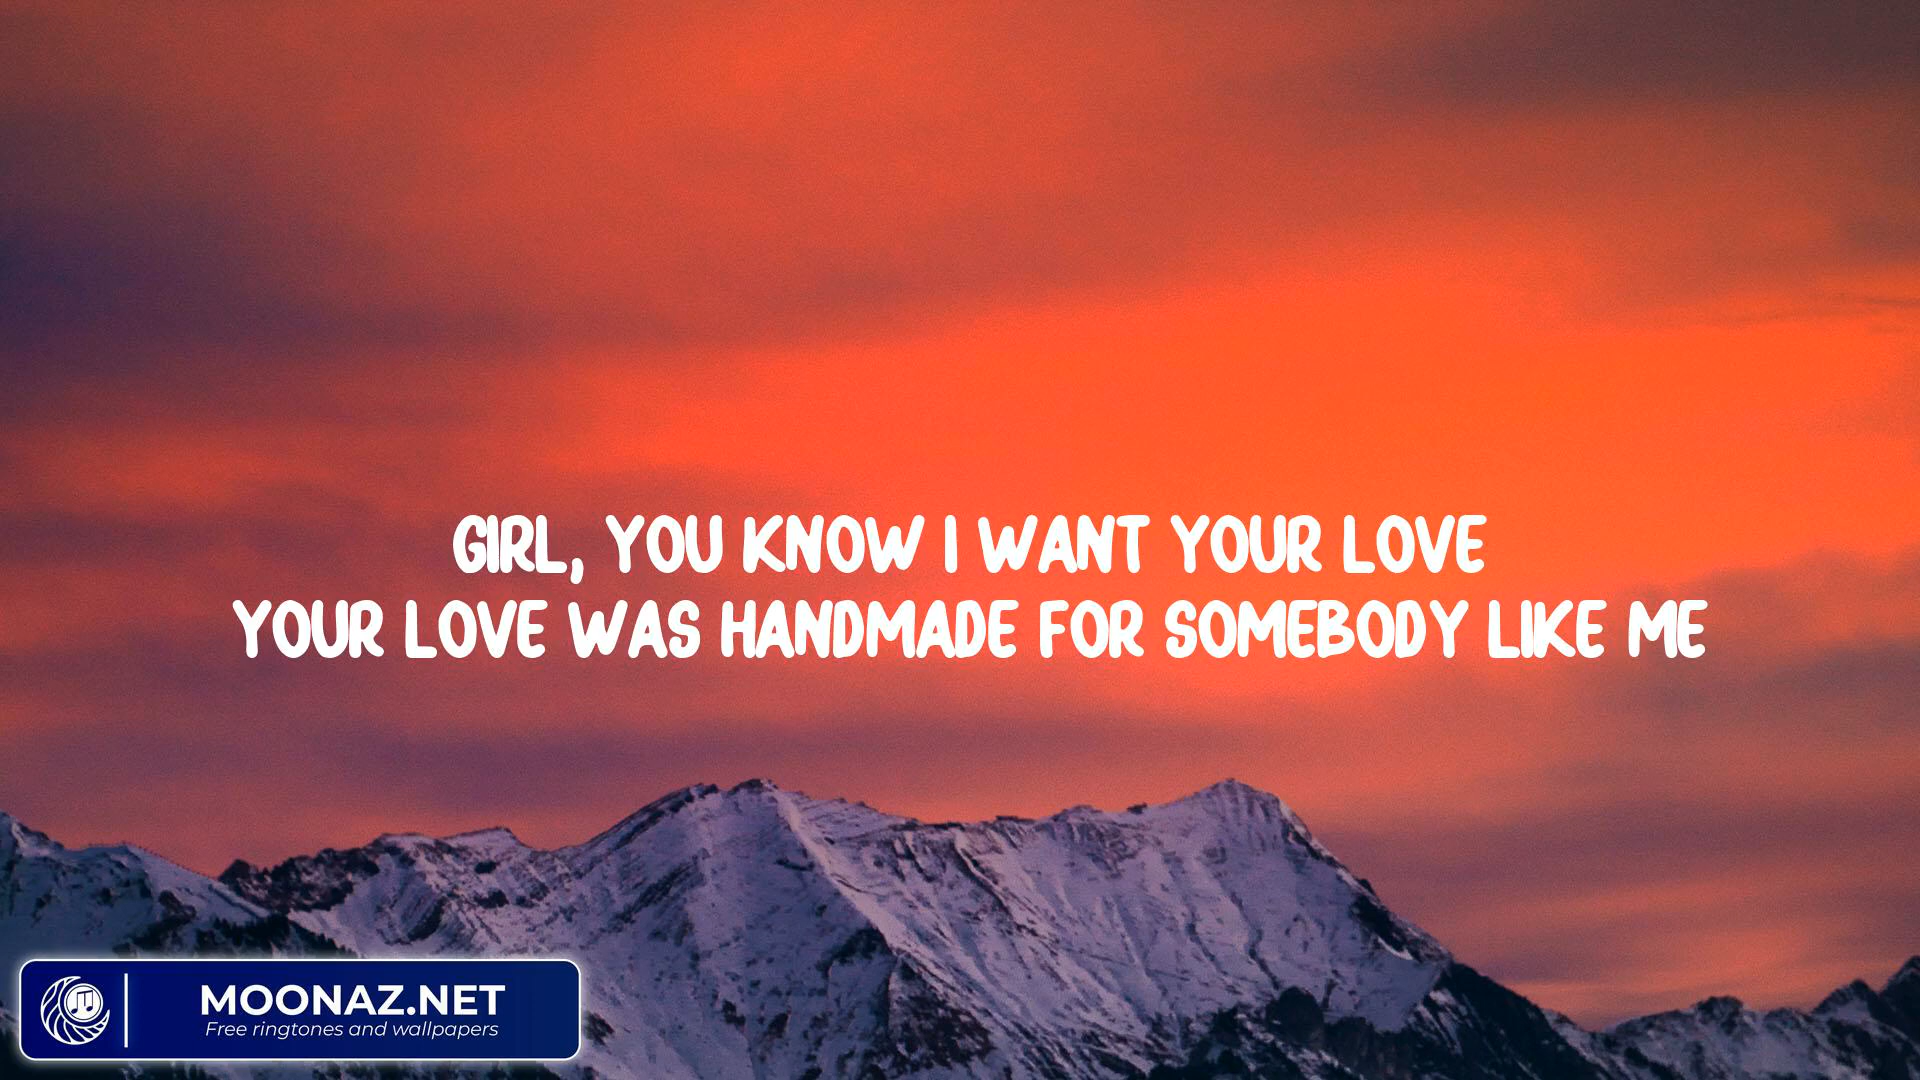 GIRL, YOU KNOW I WANT YOUR LOVE
YOUR LOVE WAS HANDMADE FOR SOMEBODY LIKE ME
MOONAZ.NET
Free ringtones and wallpapers